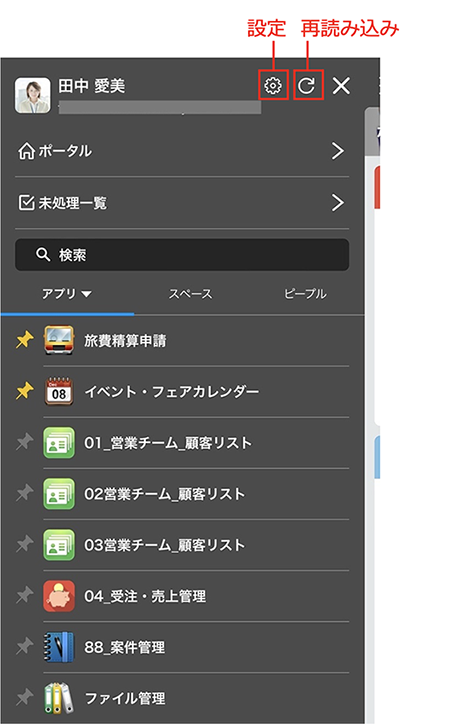 設定 再読み込み
田中 愛美
ポータル
未処理一覧
検索
アプリ スペース ピープル
旅費精算申請
Dec 08 イベント・フェアカレンダー
01_営業チーム_顧客リスト
02営業チーム_顧客リスト
03営業チーム_顧客リスト
04_受注・売上管理
88_案件管理
ファイル管理